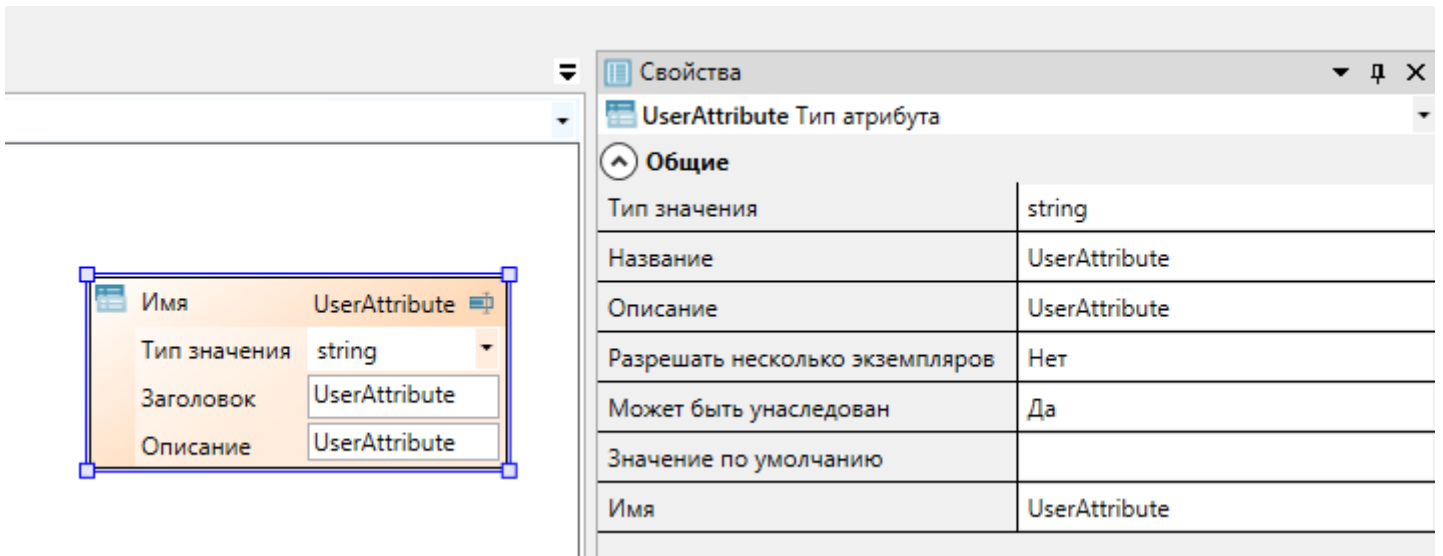 Свойства
UserAttribute Тип атрибута
Общие
Тип значения string
Название UserAttribute
Описание UserAttribute
Разрешать несколько экземпляров Нет
Может быть унаследован Да
Значение по умолчанию
Имя UserAttribute
Имя UserAttribute
Тип значения string
Заголовок UserAttribute
Описание UserAttribute